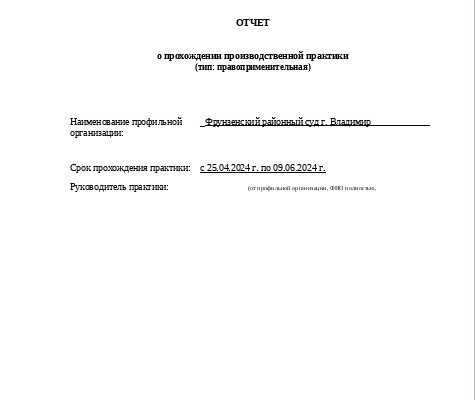 ОТЧЕТ
о прохождении производственной практики
(тип: правоприменительная)
Наименование профильной _Фрунзенский районный суд г. Владимир
организации:
Срок прохождения практики: с 25.04.2024 г. по 09.06.2024 г.
Руководитель практики: (от профильной организации, ФИО полностью,